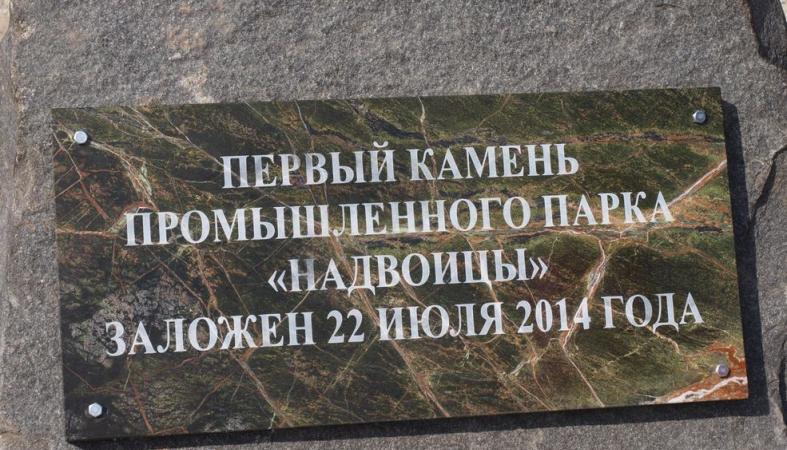 ПЕРВЫЙ КАМЕНЬ
ПРОМЫШЛЕННОГО ПАРКА
«НАДВОИЦЫ»
ЗАЛОЖЕН 22 ИЮЛЯ 2014 ГОДА